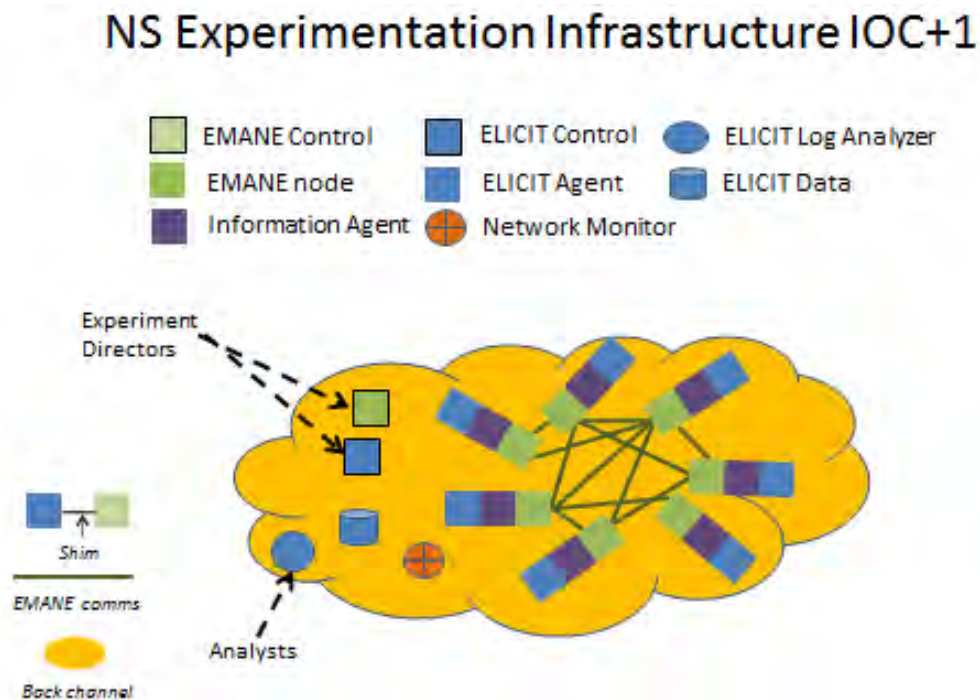 NS Experimentation Infrastructure IOC+1
EMANE Control
ELICIT Control
ELICIT Log Analyzer
EMANE node
ELICIT Agent
ELICIT Data
Information Agent
Network Monitor
Experiment
Directors
Shim
EMANE comms
Analysts
Back channel